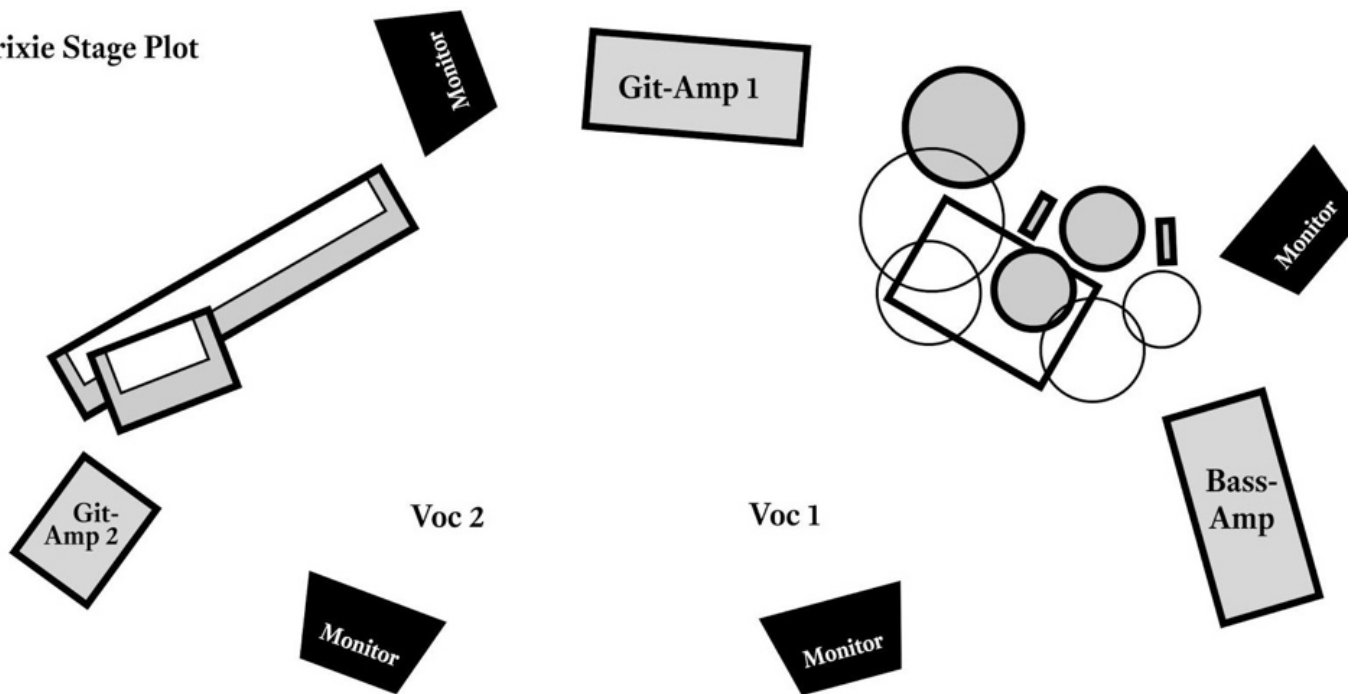 rixie Stage Plot
Monitor
Git-Amp 1
Monitor
Git-
Amp 2
Voc 2
Voc 1
Bass-
Amp
Monitor
Monitor